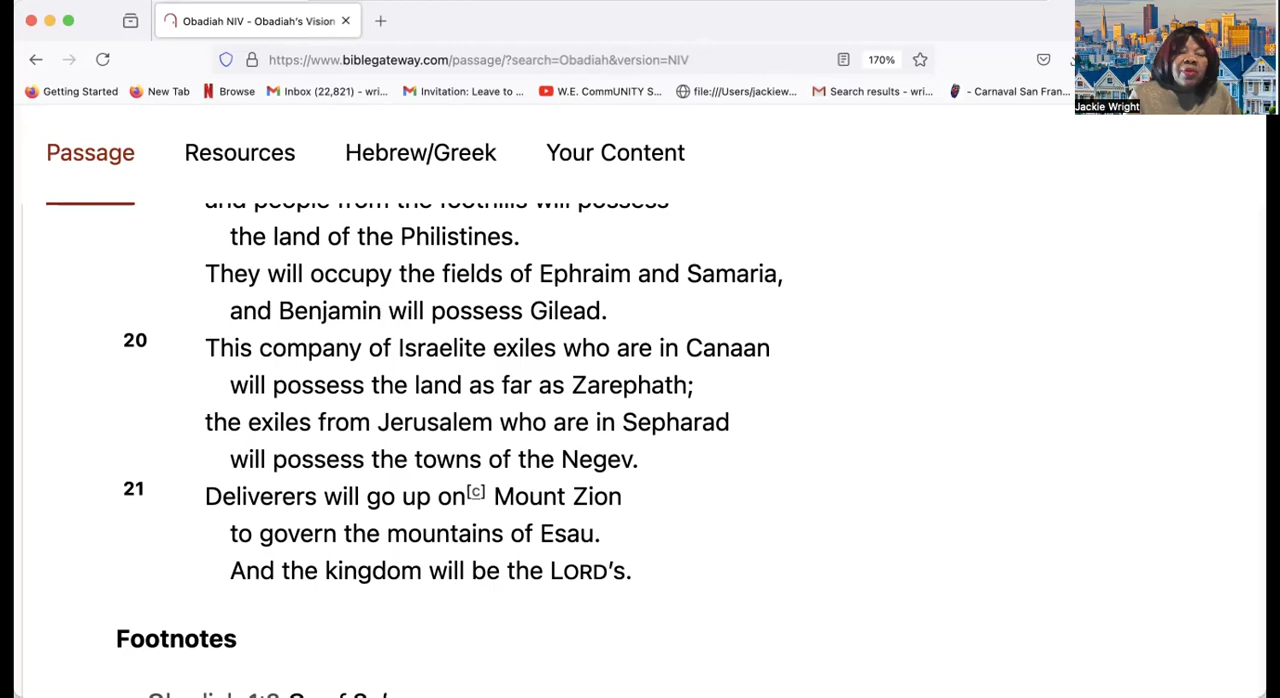 Obadiah NIV - Obadiah's Vision
https://www.biblegateway.com/passage/?search=Obadiah&version=NIV
170%
Getting Started
New Tab
Browse
Inbox (22,821) - wri...
Invitation: Leave to ...
W.E. CommUNITY S...
file:///Users/jackiew...
Search results - wri...
- Carnaval San Fran...
Jackie Wright
Passage
Resources
Hebrew/Greek
Your Content
and people from the foothills will possess
the land of the Philistines.
They will occupy the fields of Ephraim and Samaria,
and Benjamin will possess Gilead.
20 This company of Israelite exiles who are in Canaan
will possess the land as far as Zarephath;
the exiles from Jerusalem who are in Sepharad
will possess the towns of the Negev.
21 Deliverers will go up on[c] Mount Zion
to govern the mountains of Esau.
And the kingdom will be the LORD's.
Footnotes